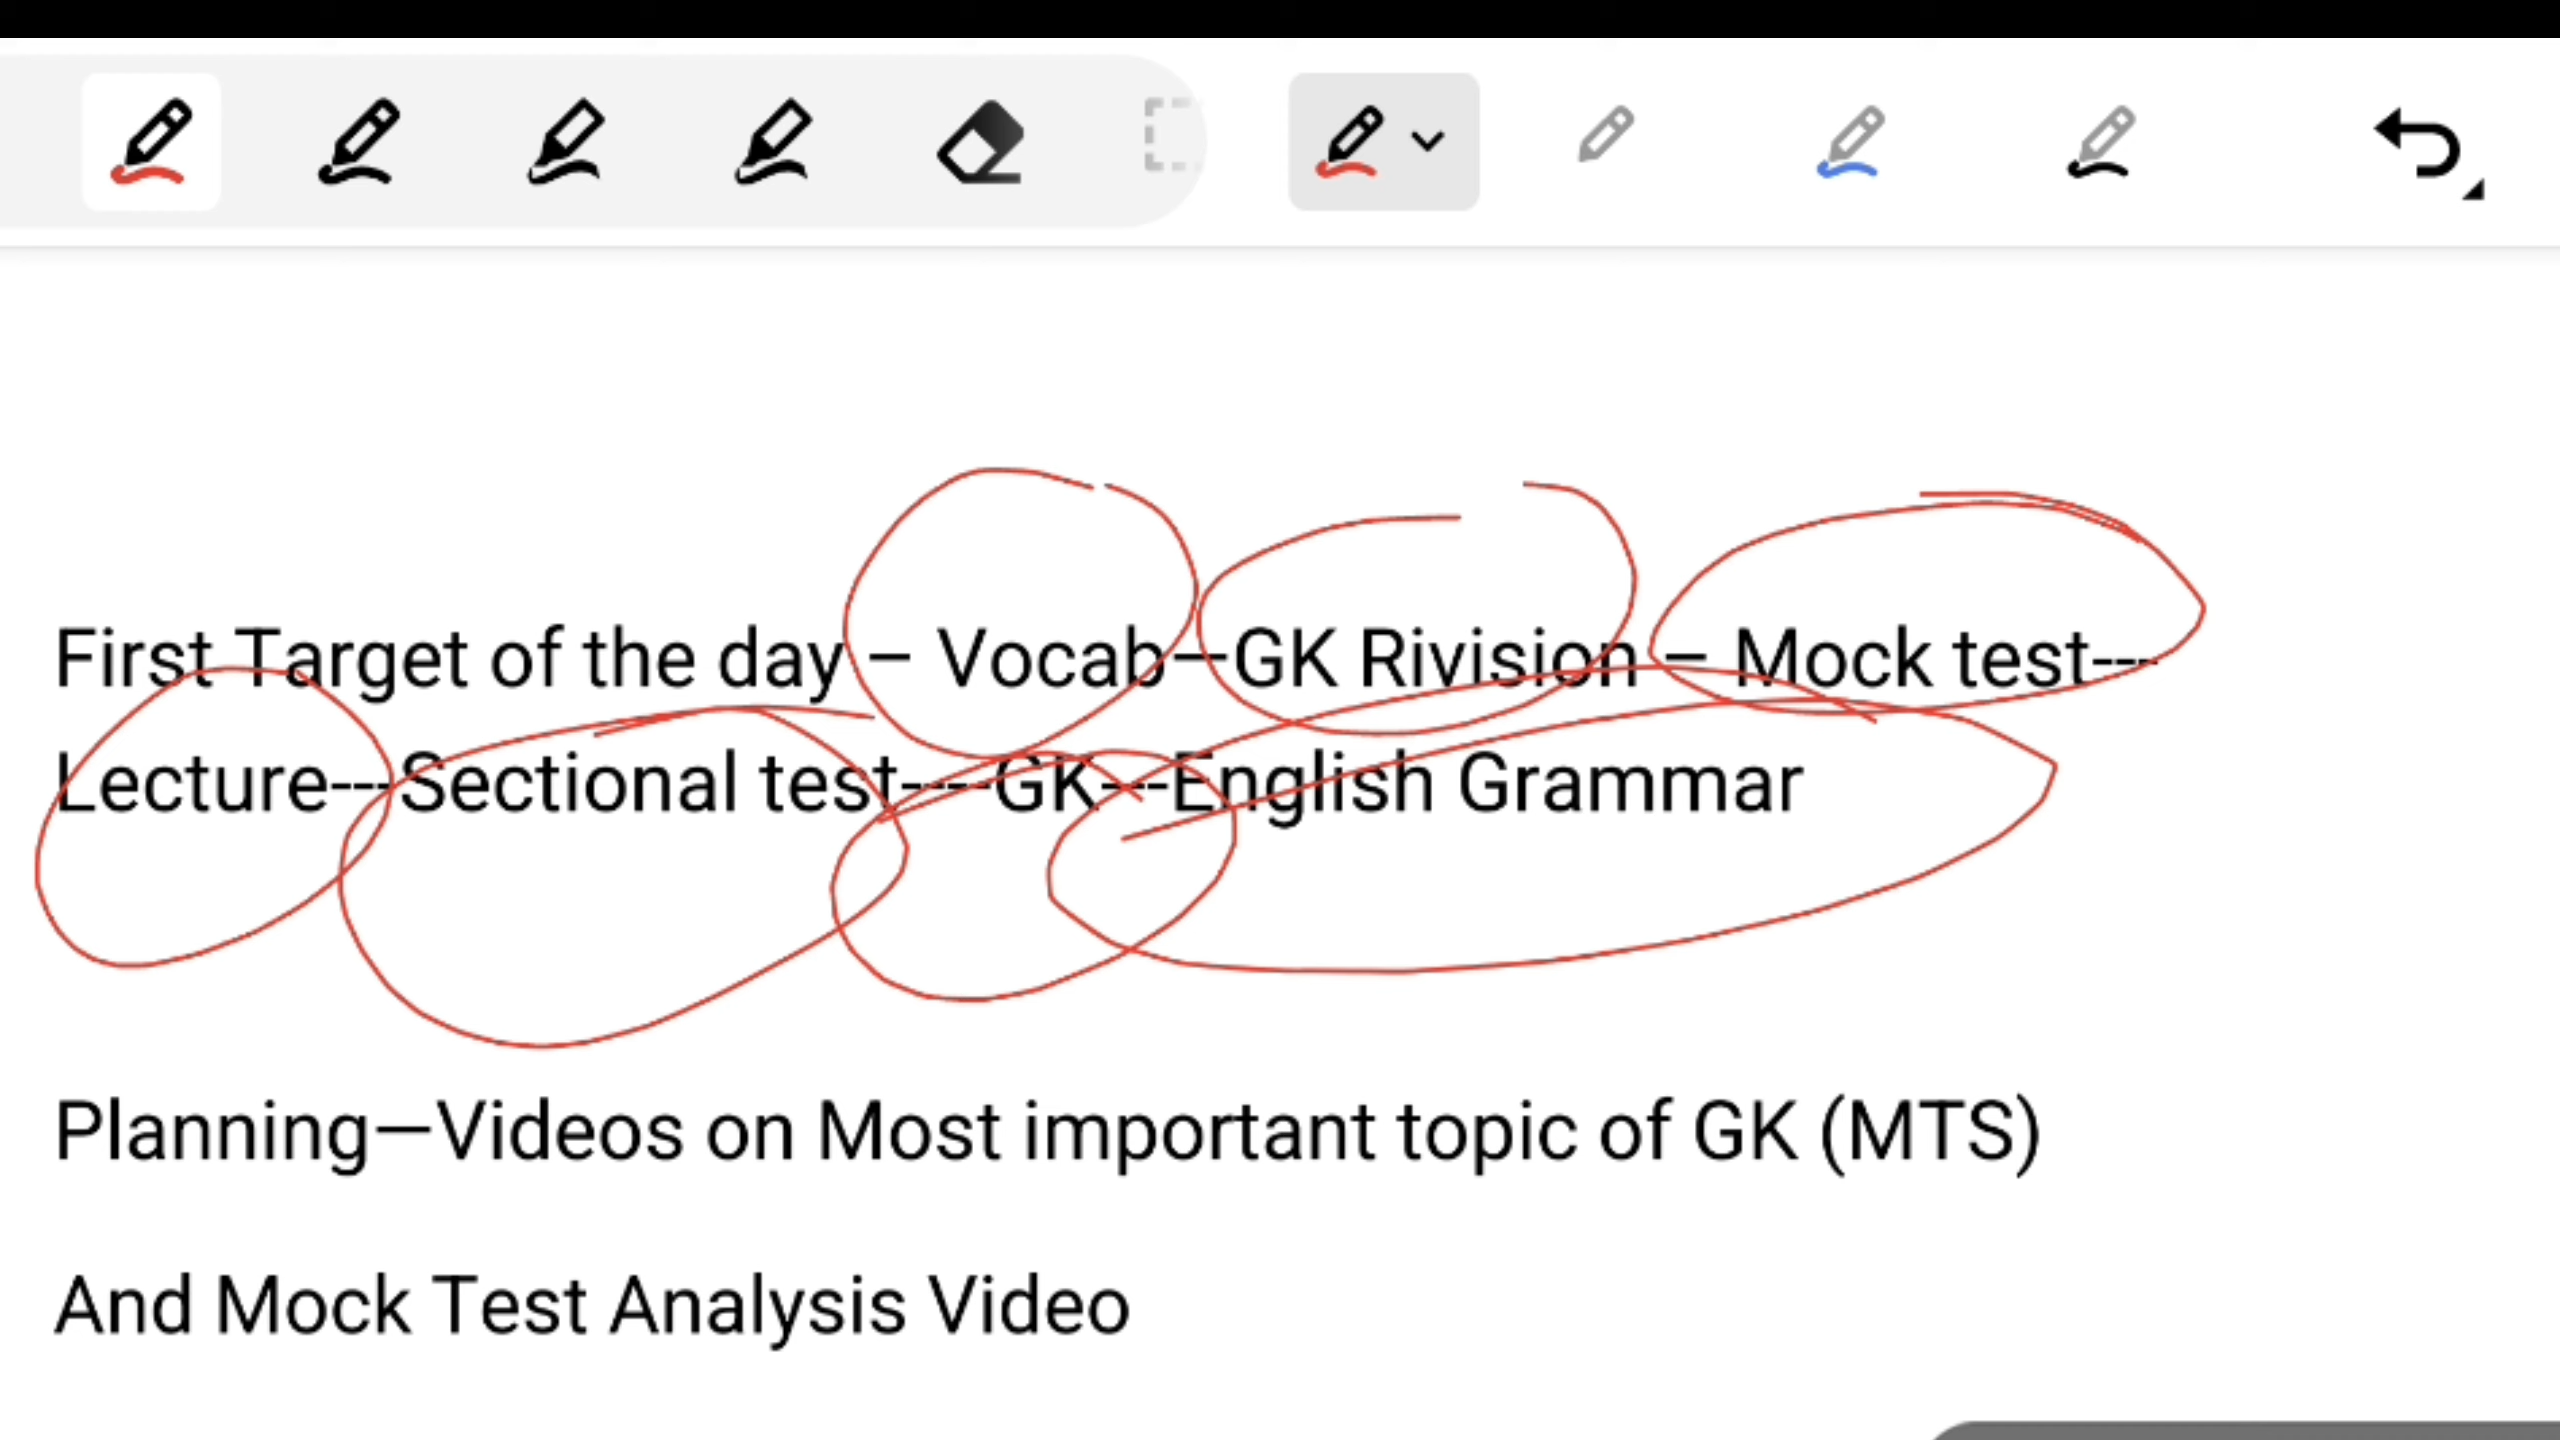 First Target of the day – Vocab—GK Rivision – Mock test---
Lecture---Sectional test----GK---English Grammar
Planning—Videos on Most important topic of GK (MTS)
And Mock Test Analysis Video